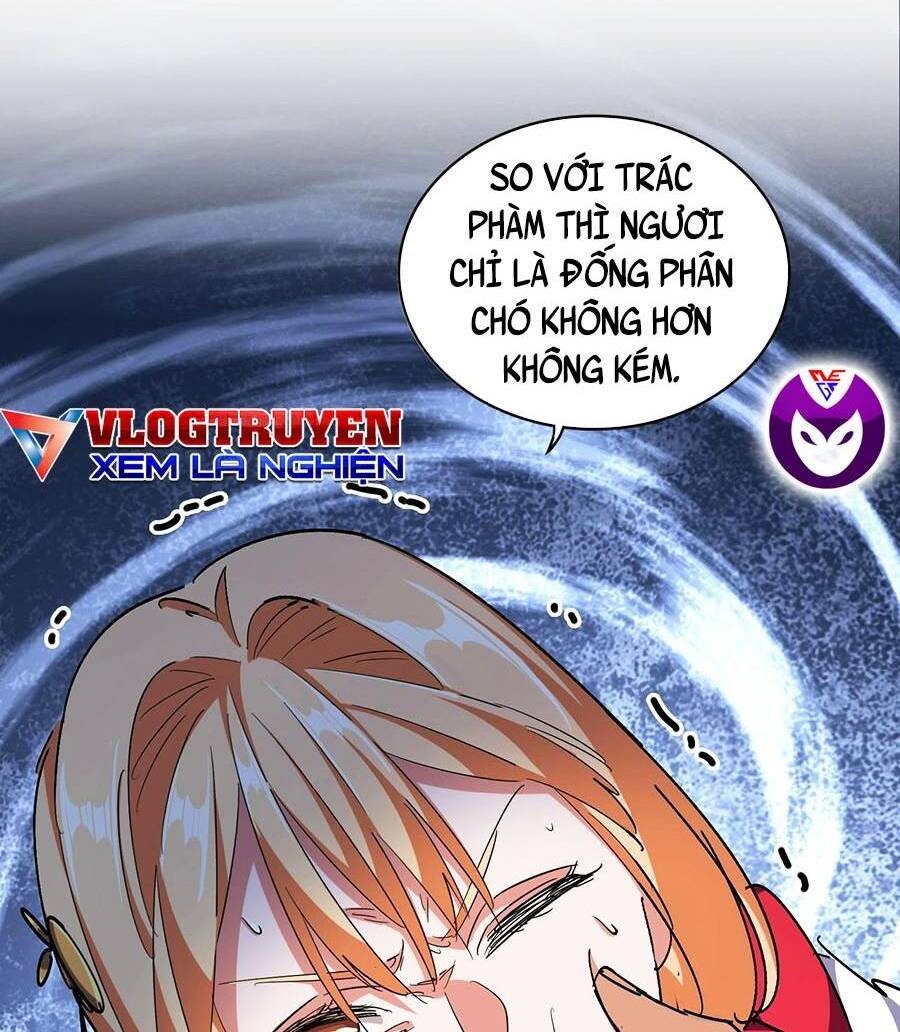 SO VỚI TRÁC
PHÀM THÌ NGƯƠI
CHỈ LÀ ĐỐNG PHÂN
CHÓ KHÔNG HƠN
KHÔNG KÉM.
VLOGTRUYEN
XEM LÀ NGHIỆN